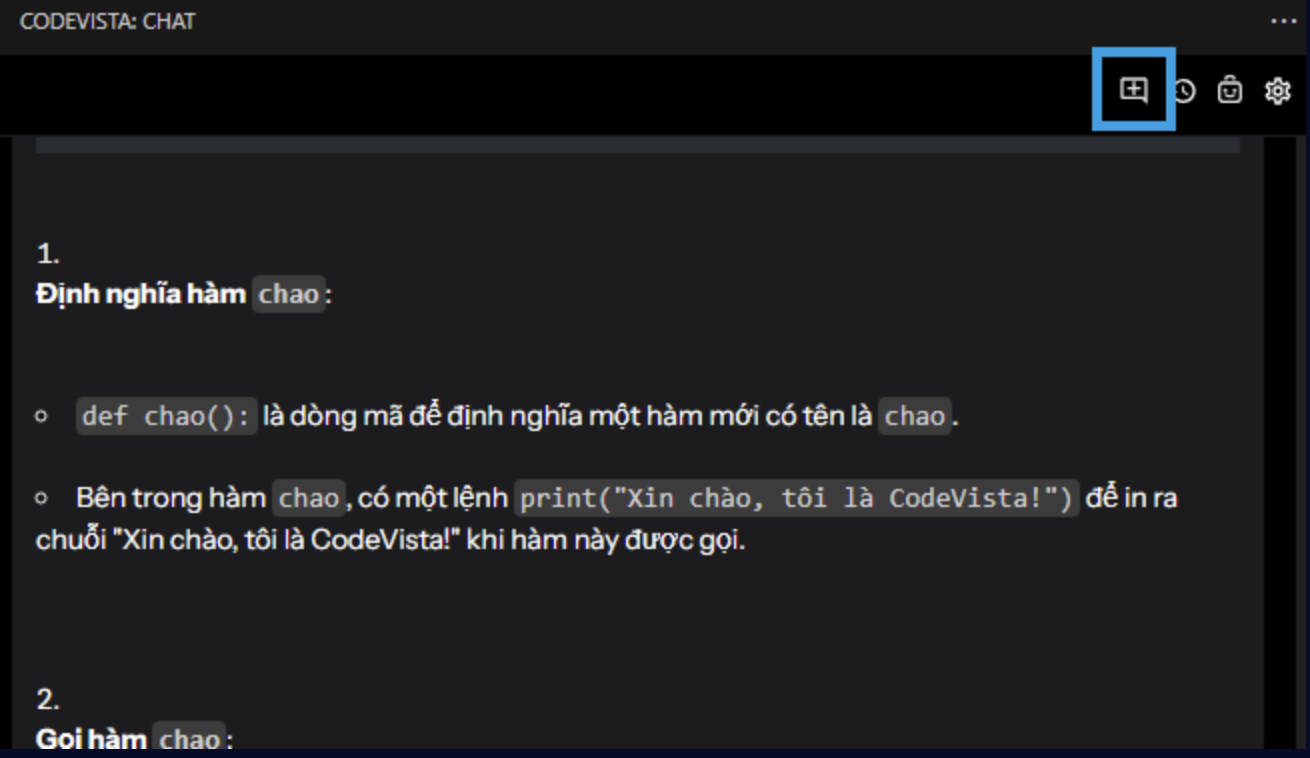 CODEVISTA: CHAT
1.
Định nghĩa hàm chao:
def chao(): là dòng mã để định nghĩa một hàm mới có tên là chao.
Bên trong hàm chao, có một lệnh print("Xin chào, tôi là CodeVista!") để in ra
chuỗi "Xin chào, tôi là CodeVista!" khi hàm này được gọi.
2.
Gọi hàm chao: